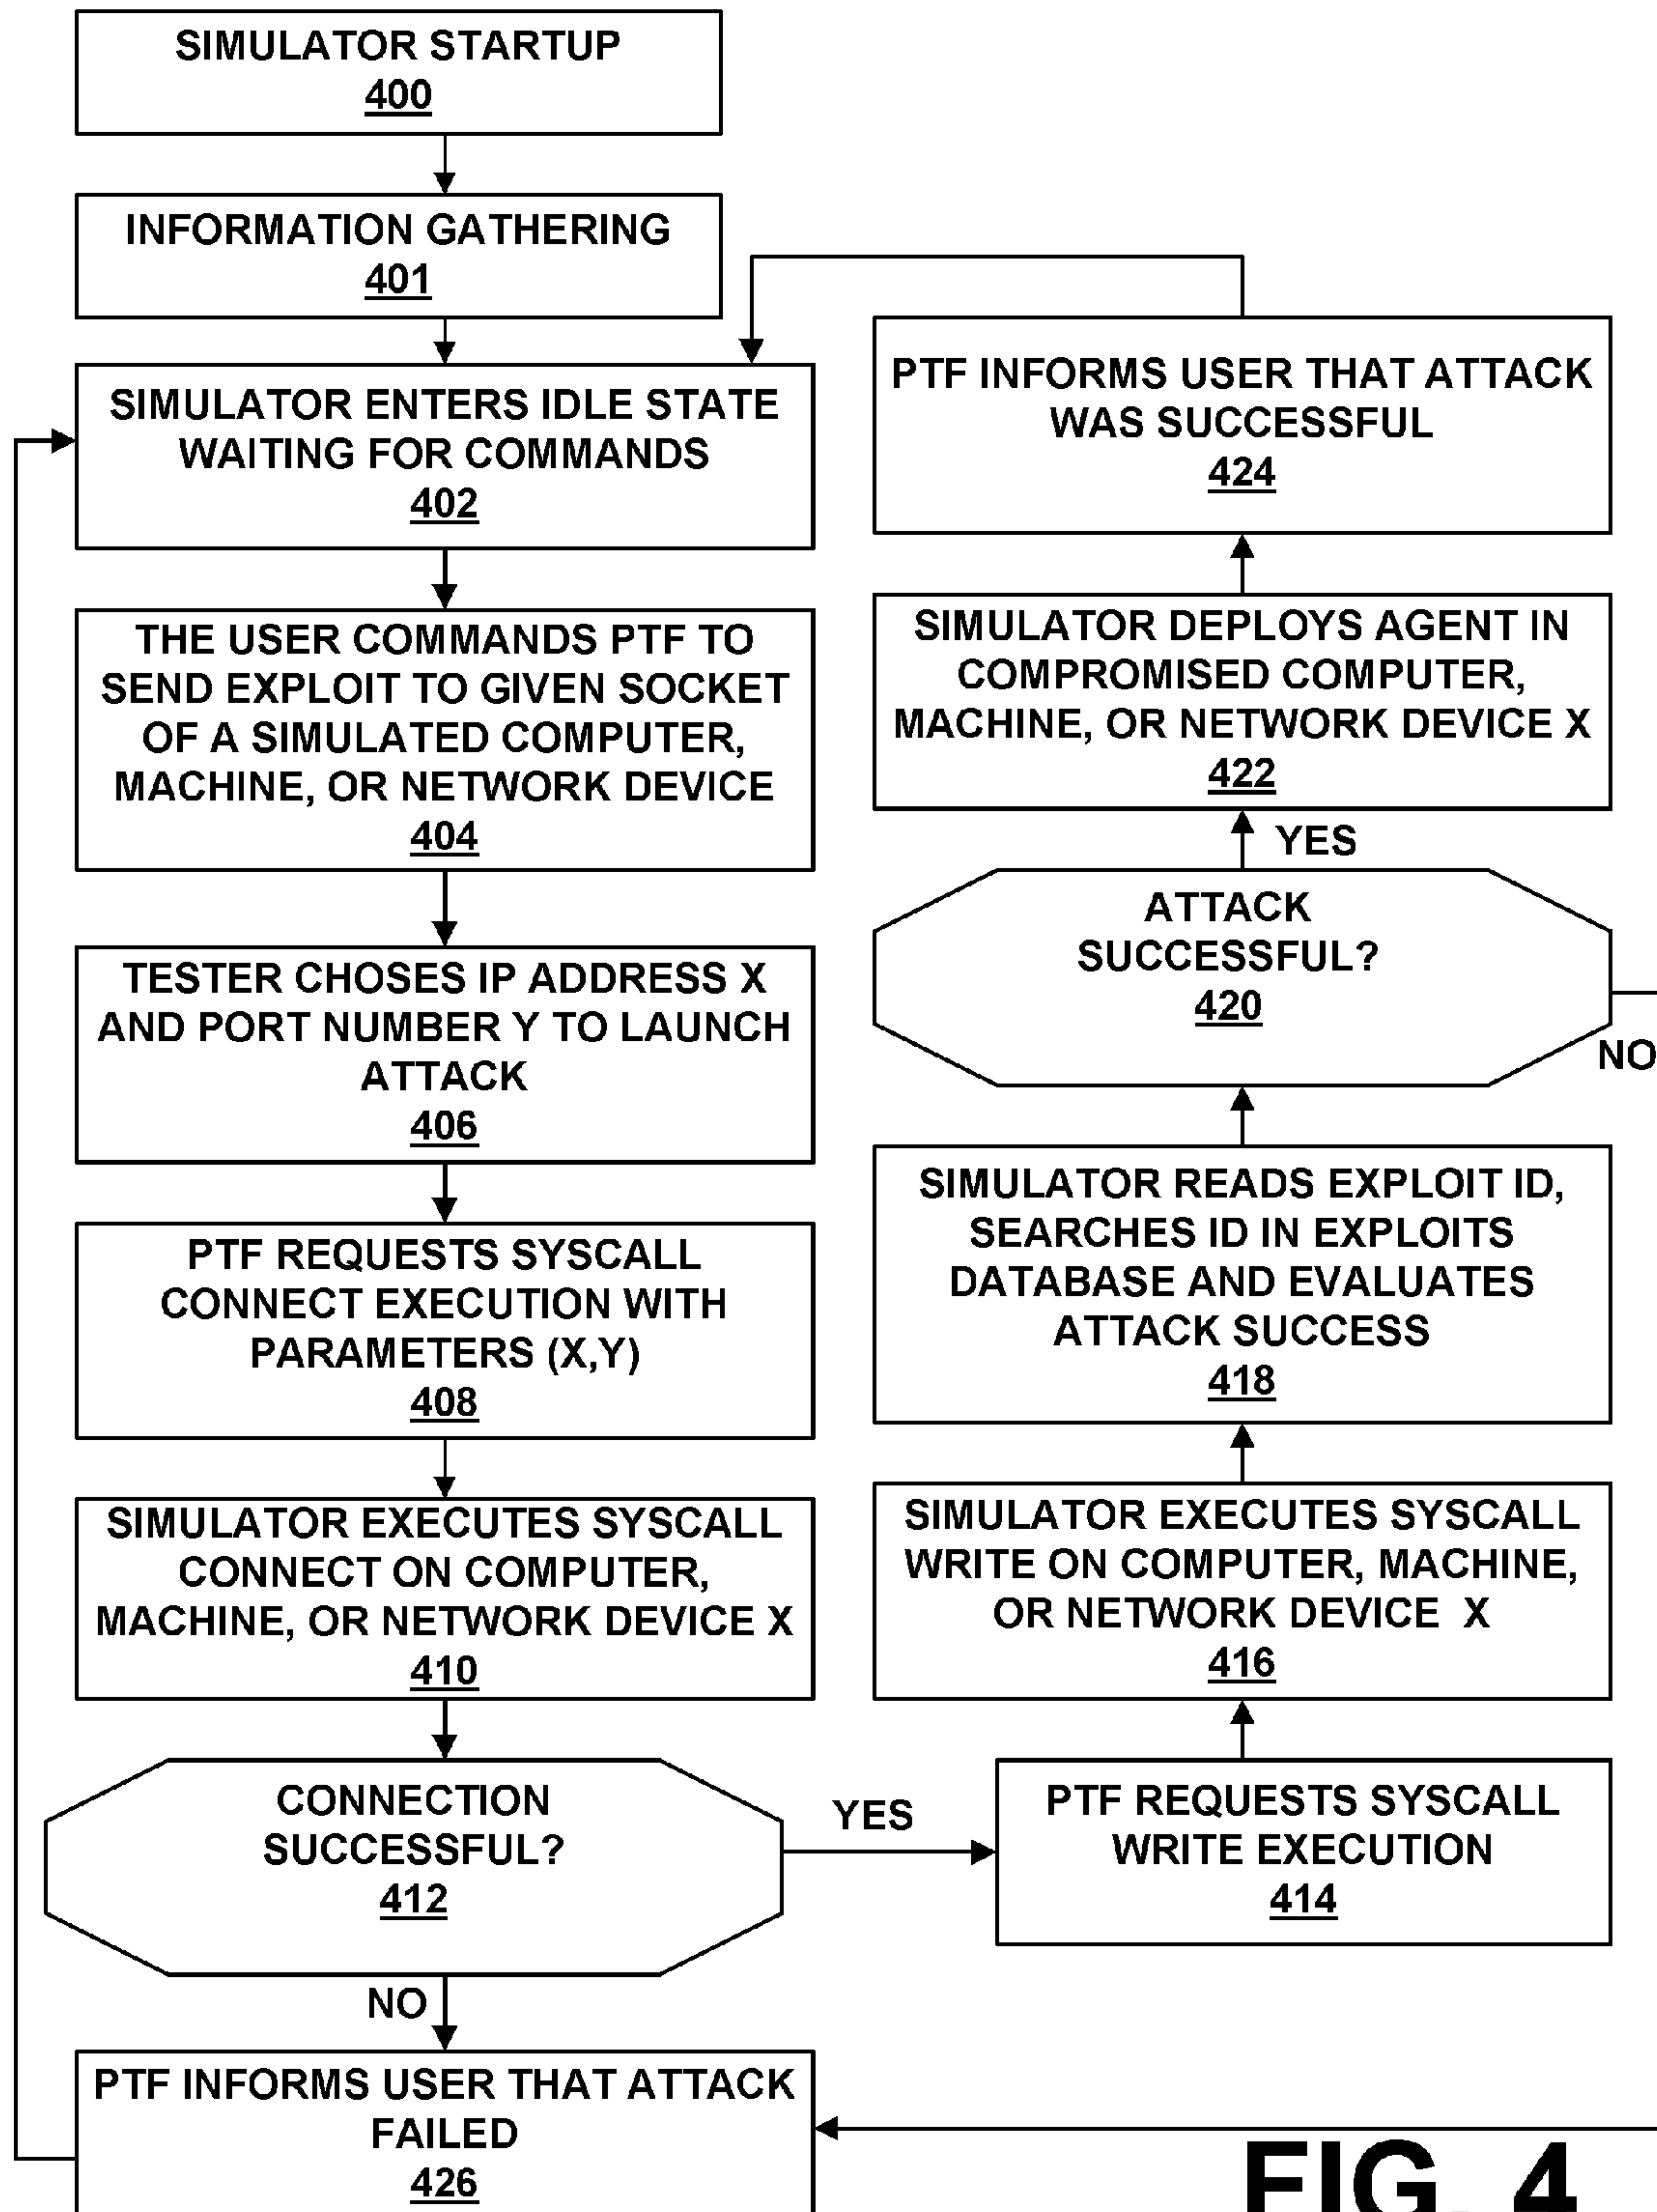 SIMULATOR STARTUP
400
INFORMATION GATHERING
401
SIMULATOR ENTERS IDLE STATE
WAITING FOR COMMANDS
402
THE USER COMMANDS PTF TO
SEND EXPLOIT TO GIVEN SOCKET
OF A SIMULATED COMPUTER,
MACHINE, OR NETWORK DEVICE
404
TESTER CHOSES IP ADDRESS X
AND PORT NUMBER Y TO LAUNCH
ATTACK
406
PTF REQUESTS SYSCALL
CONNECT EXECUTION WITH
PARAMETERS (X,Y)
408
SIMULATOR EXECUTES SYSCALL
CONNECT ON COMPUTER,
MACHINE, OR NETWORK DEVICE X
410
CONNECTION
SUCCESSFUL?
412
YES
NO
PTF INFORMS USER THAT ATTACK
FAILED
426
PTF REQUESTS SYSCALL
WRITE EXECUTION
414
SIMULATOR EXECUTES SYSCALL
WRITE ON COMPUTER, MACHINE,
OR NETWORK DEVICE X
416
SIMULATOR READS EXPLOIT ID,
SEARCHES ID IN EXPLOITS
DATABASE AND EVALUATES
ATTACK SUCCESS
418
ATTACK
SUCCESSFUL?
420
YES
NO
SIMULATOR DEPLOYS AGENT IN
COMPROMISED COMPUTER,
MACHINE, OR NETWORK DEVICE X
422
PTF INFORMS USER THAT ATTACK
WAS SUCCESSFUL
424
FIG. 4